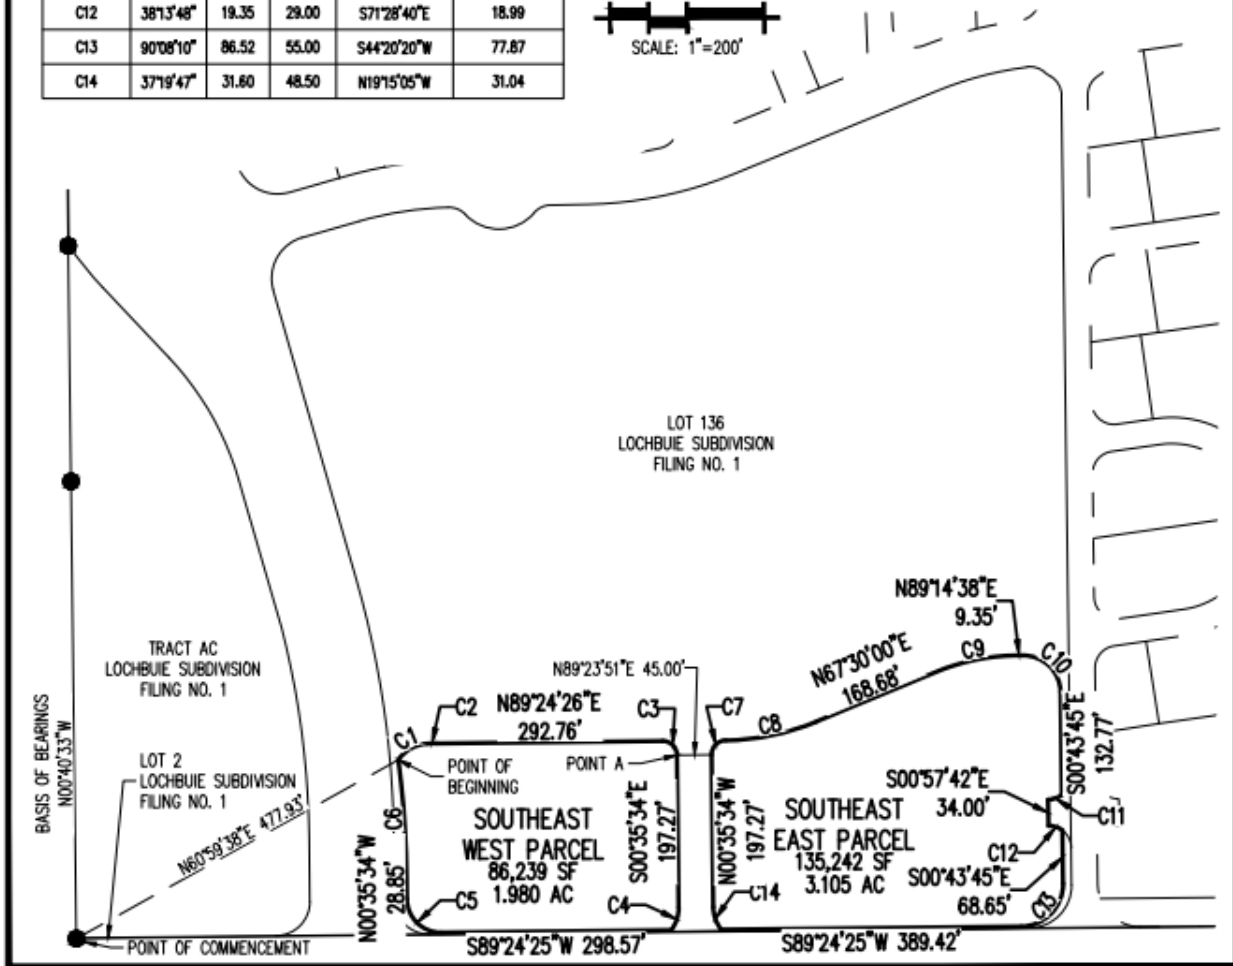 C12 38°13'48" 19.35 29.00 S71°28'40"E 18.99
C13 90°08'10" 86.52 55.00 S44°20'20"W 77.87
C14 37°19'47" 31.60 48.50 N19°15'05"W 31.04
SCALE: 1"=200'
LOT 136
LOCHBUIE SUBDIVISION
FILING NO. 1
N89°14'38"E
9.35'
C9
C10
N67°30'00"E
168.68'
TRACT AC
LOCHBUIE SUBDIVISION
FILING NO. 1
N89°23'51"E 45.00'
C2
N89°24'26"E
292.76'
C3
C7
C8
C1
S00°43'45"E
132.77'
BASIS OF BEARINGS
N00°40'33"W
LOT 2
LOCHBUIE SUBDIVISION
FILING NO. 1
POINT OF
BEGINNING
POINT A
S00°57'42"E
34.00'
C11
N60°59'38"E 477.93'
C6
SOUTHEAST
WEST PARCEL
86,239 SF
1.980 AC
S00°35'34"E
197.27'
N00°35'34"W
197.27'
SOUTHEAST
EAST PARCEL
135,242 SF
3.105 AC
C12
S00°43'45"E
68.65'
N00°35'34"W
28.85'
C5
C4
C14
C13
POINT OF COMMENCEMENT
S89°24'25"W 298.57'
S89°24'25"W 389.42'